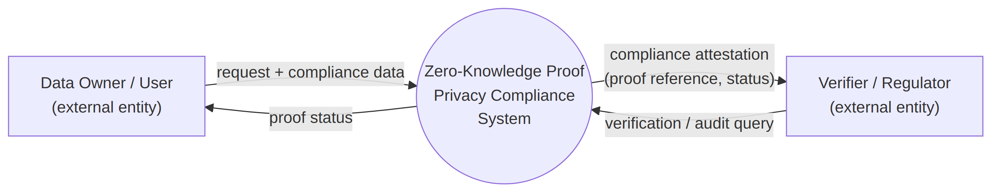 Data Owner / User
(external entity)
request + compliance data
proof status
Zero-Knowledge Proof
Privacy Compliance
System
compliance attestation
(proof reference, status)
verification / audit query
Verifier / Regulator
(external entity)